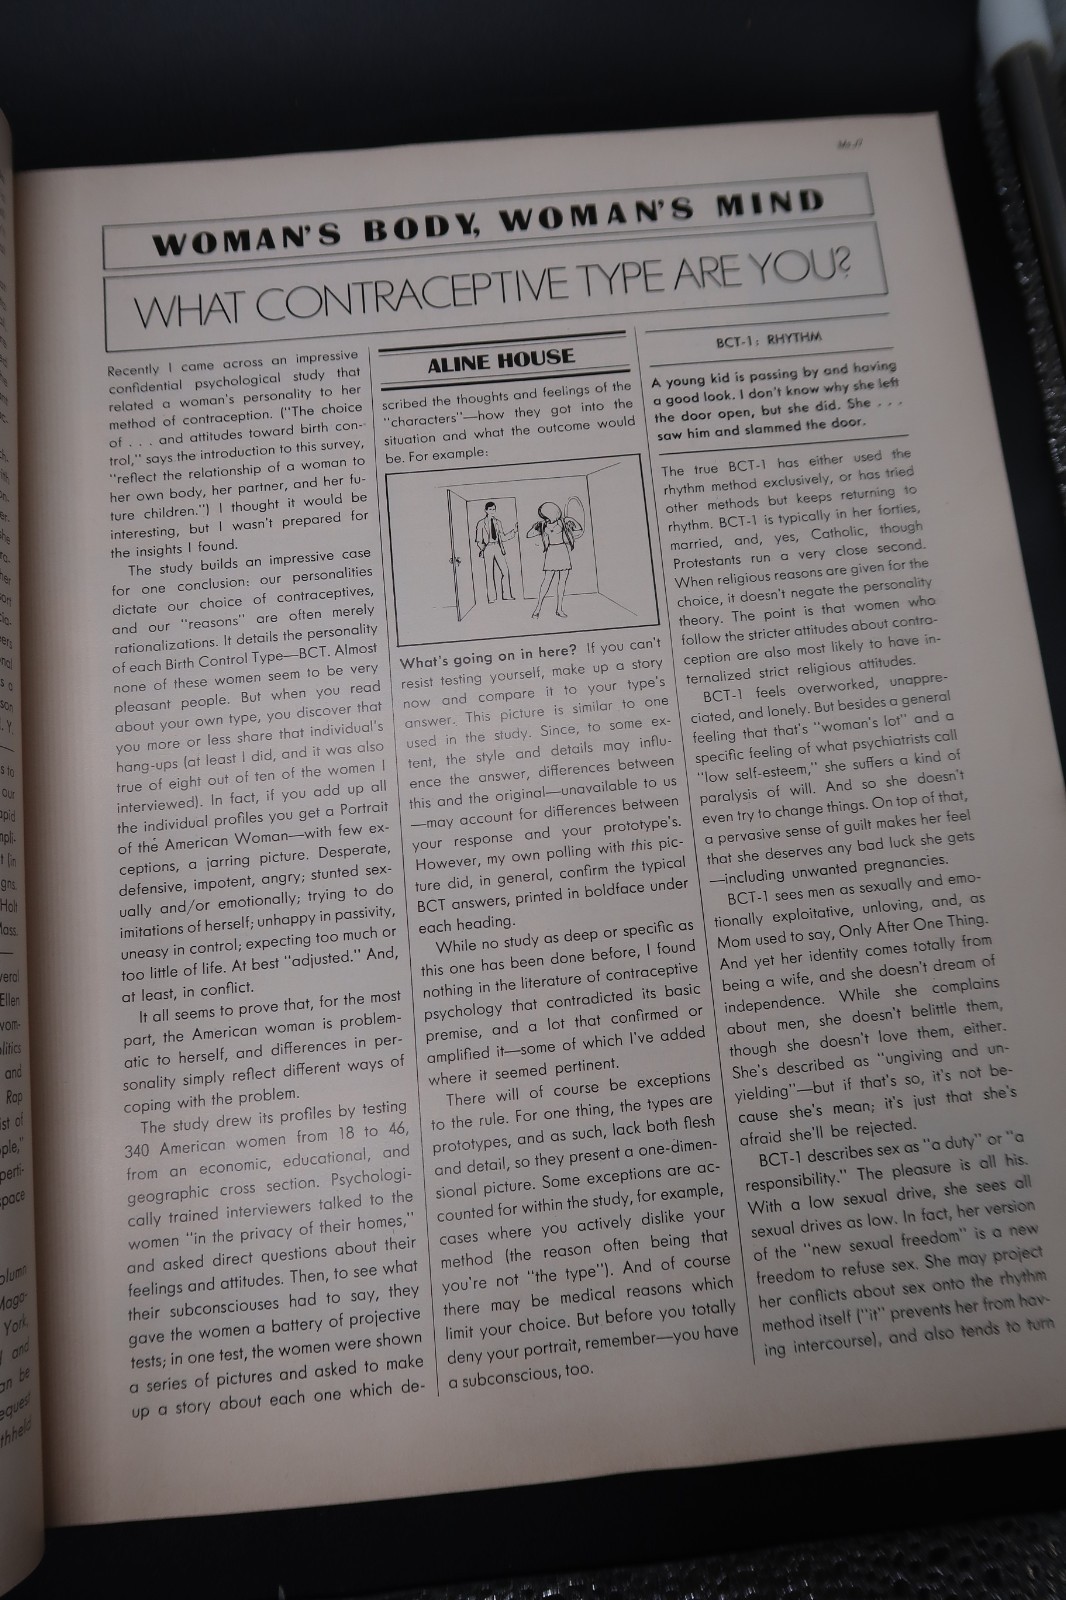 WOMAN'S BODY, WOMAN'S MIND
WHAT CONTRACEPTIVE TYPE ARE YOU?
Recently I came across an impressive
confidential psychological study that
related a woman's personality to her
method of contraception. ("The choice
of . . . and attitudes toward birth con-
trol," says the introduction to this survey,
"reflect the relationship of a woman to
her own body, her partner, and her fu-
ture children.") I thought it would be
interesting, but I wasn't prepared for
the insights I found.
The study builds an impressive case
for one conclusion: our personalities
dictate our choice of contraceptives,
and our "reasons" are often merely
rationalizations. It details the personality
of each Birth Control Type—BCT. Almost
none of these women seem to be very
pleasant people. But when you read
about your own type, you discover that
you more or less share that individual's
hang-ups (at least I did, and it was also
true of eight out of ten of the women I
interviewed). In fact, if you add up all
the individual profiles you get a Portrait
of the American Woman—with few ex-
ceptions, a jarring picture. Desperate,
defensive, impotent, angry; stunted sex-
ually and/or emotionally; trying to do
imitations of herself; unhappy in passivity,
uneasy in control; expecting too much or
too little of life. At best "adjusted." And,
at least, in conflict.
It all seems to prove that, for the most
part, the American woman is problem-
atic to herself, and differences in per-
sonality simply reflect different ways of
coping with the problem.
The study drew its profiles by testing
340 American women from 18 to 46,
from an economic, educational, and
geographic cross section. Psychologi-
cally trained interviewers talked to the
women "in the privacy of their homes,"
and asked direct questions about their
feelings and attitudes. Then, to see what
their subconsciouses had to say, they
gave the women a battery of projective
tests; in one test, the women were shown
a series of pictures and asked to make
up a story about each one which de-
ALINE HOUSE
scribed the thoughts and feelings of the
"characters"—how they got into the
situation and what the outcome would
be. For example:
What's going on in here? If you can't
resist testing yourself, make up a story
now and compare it to your type's
answer. This picture is similar to one
used in the study. Since, to some ex-
tent, the style and details may influ-
ence the answer, differences between
this and the original—unavailable to us
—may account for differences between
your response and your prototype's.
However, my own polling with this pic-
ture did, in general, confirm the typical
BCT answers, printed in boldface under
each heading.
While no study as deep or specific as
this one has been done before, I found
nothing in the literature of contraceptive
psychology that contradicted its basic
premise, and a lot that confirmed or
amplified it—some of which I've added
where it seemed pertinent.
There will of course be exceptions
to the rule. For one thing, the types are
prototypes, and as such, lack both flesh
and detail, so they present a one-dimen-
sional picture. Some exceptions are ac-
counted for within the study, for example,
cases where you actively dislike your
method (the reason often being that
you're not "the type"). And of course
there may be medical reasons which
limit your choice. But before you totally
deny your portrait, remember—you have
a subconscious, too.
BCT-1: RHYTHM
A young kid is passing by and having
a good look. I don't know why she left
the door open, but she did. She . . .
saw him and slammed the door.
The true BCT-1 has either used the
rhythm method exclusively, or has tried
other methods but keeps returning to
rhythm. BCT-1 is typically in her forties,
married, and, yes, Catholic, though
Protestants run a very close second.
When religious reasons are given for the
choice, it doesn't negate the personality
theory. The point is that women who
follow the stricter attitudes about contra-
ception are also most likely to have in-
ternalized strict religious attitudes.
BCT-1 feels overworked, unappre-
ciated, and lonely. But besides a general
feeling that that's "woman's lot" and a
specific feeling of what psychiatrists call
"low self-esteem," she suffers a kind of
paralysis of will. And so she doesn't
even try to change things. On top of that,
a pervasive sense of guilt makes her feel
that she deserves any bad luck she gets
—including unwanted pregnancies.
BCT-1 sees men as sexually and emo-
tionally exploitative, unloving, and, as
Mom used to say, Only After One Thing.
And yet her identity comes totally from
being a wife, and she doesn't dream of
independence. While she complains
about men, she doesn't belittle them,
though she doesn't love them, either.
She's described as "ungiving and un-
yielding"—but if that's so, it's not be-
cause she's mean; it's just that she's
afraid she'll be rejected.
BCT-1 describes sex as "a duty" or "a
responsibility." The pleasure is all his.
With a low sexual drive, she sees all
sexual drives as low. In fact, her version
of the "new sexual freedom" is a new
freedom to refuse sex. She may project
her conflicts about sex onto the rhythm
method itself ("it" prevents her from hav-
ing intercourse), and also tends to turn